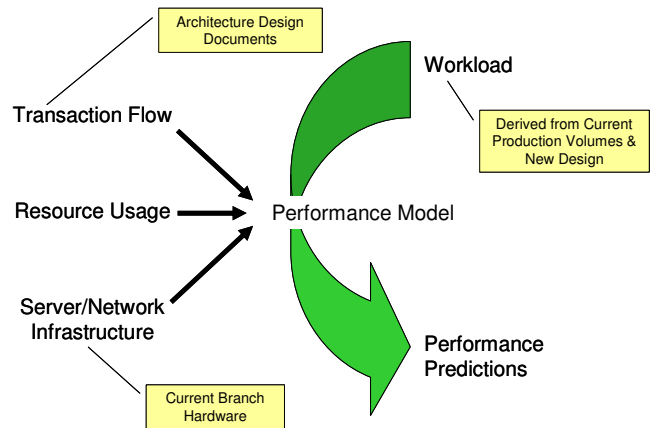 Architecture Design
Documents
Workload
Transaction Flow
Derived from Current
Production Volumes &
New Design
Resource Usage
Performance Model
Server/Network
Infrastructure
Performance
Predictions
Current Branch
Hardware